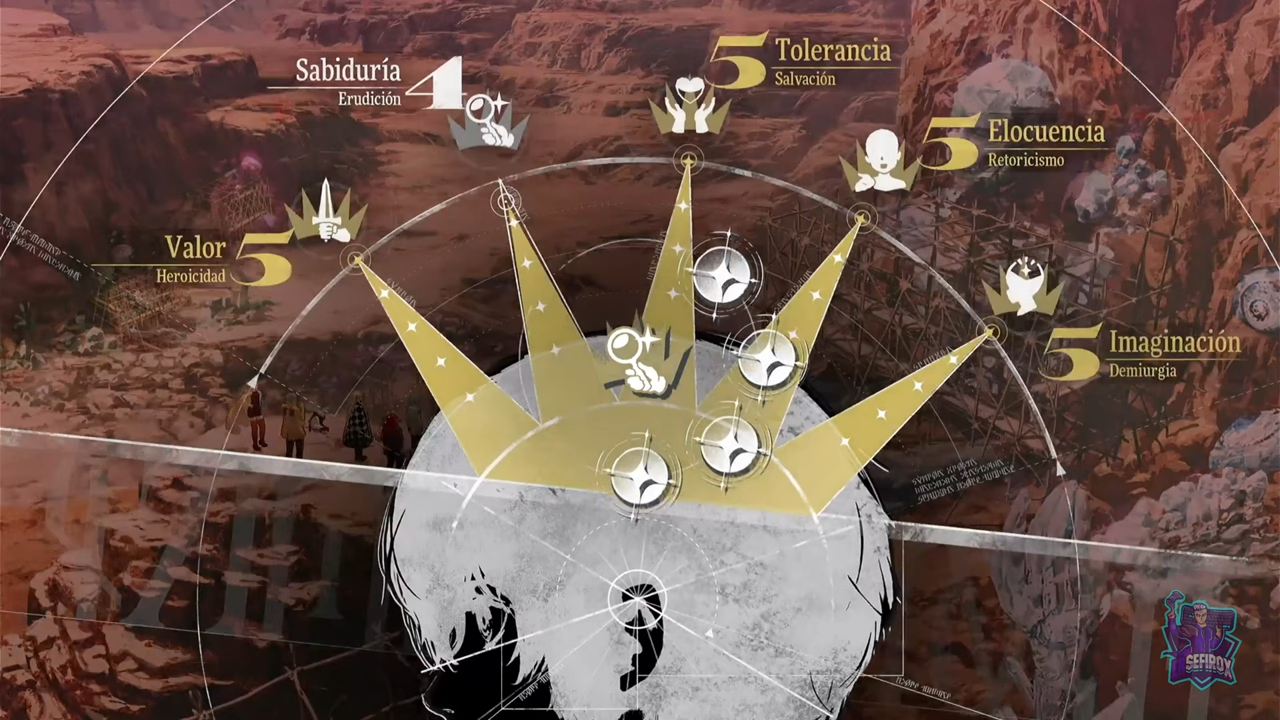 Sabiduría
4
Erudición
5
Tolerancia
Salvación
5
Elocuencia
Retoricismo
Valor
5
Heroicidad
5
Imaginación
Demiurgia
SEFIROX